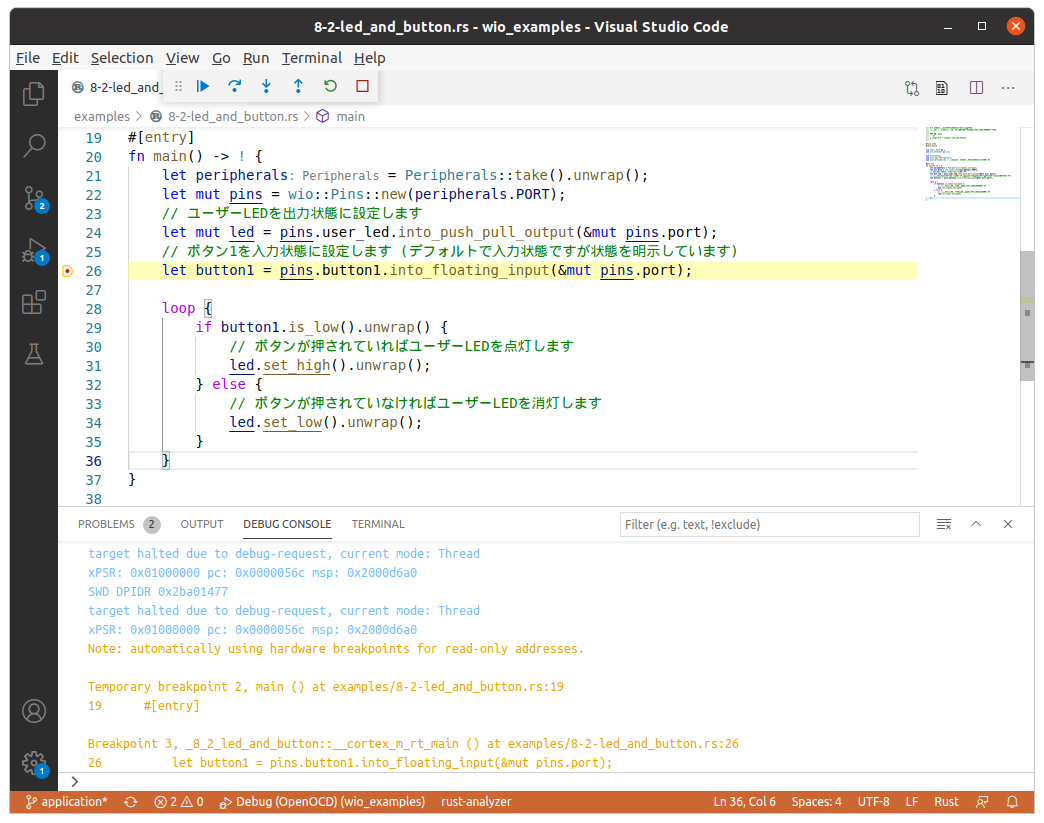 8-2-led_and_button.rs - wio_examples - Visual Studio Code
File Edit Selection View Go Run Terminal Help
8-2-led_and_
examples > 8-2-led_and_button.rs > main
19 #[entry]
20 fn main() -> ! {
21 let peripherals: Peripherals = Peripherals::take().unwrap();
22 let mut pins = wio::Pins::new(peripherals.PORT);
23 // ユーザーLEDを出力状態に設定します
24 let mut led = pins.user_led.into_push_pull_output(&mut pins.port);
25 // ボタン1を入力状態に設定します (デフォルトで入力状態ですが状態を明示しています)
26 let button1 = pins.button1.into_floating_input(&mut pins.port);
27
28 loop {
29 if button1.is_low().unwrap() {
30 // ボタンが押されていればユーザーLEDを点灯します
31 led.set_high().unwrap();
32 } else {
33 // ボタンが押されていなければユーザーLEDを消灯します
34 led.set_low().unwrap();
35 }
36 }
37 }
38
PROBLEMS 2 OUTPUT DEBUG CONSOLE TERMINAL Filter (e.g. text, !exclude)
target halted due to debug-request, current mode: Thread
xPSR: 0x01000000 pc: 0x0000056c msp: 0x2000d6a0
SWD DPIDR 0x2ba01477
target halted due to debug-request, current mode: Thread
xPSR: 0x01000000 pc: 0x0000056c msp: 0x2000d6a0
Note: automatically using hardware breakpoints for read-only addresses.
Temporary breakpoint 2, main () at examples/8-2-led_and_button.rs:19
19 #[entry]
Breakpoint 3, _8_2_led_and_button::__cortex_m_rt_main () at examples/8-2-led_and_button.rs:26
26 let button1 = pins.button1.into_floating_input(&mut pins.port);
>
2
1
1
application* 2 0 Debug (OpenOCD) (wio_examples) rust-analyzer Ln 36, Col 6 Spaces: 4 UTF-8 LF Rust